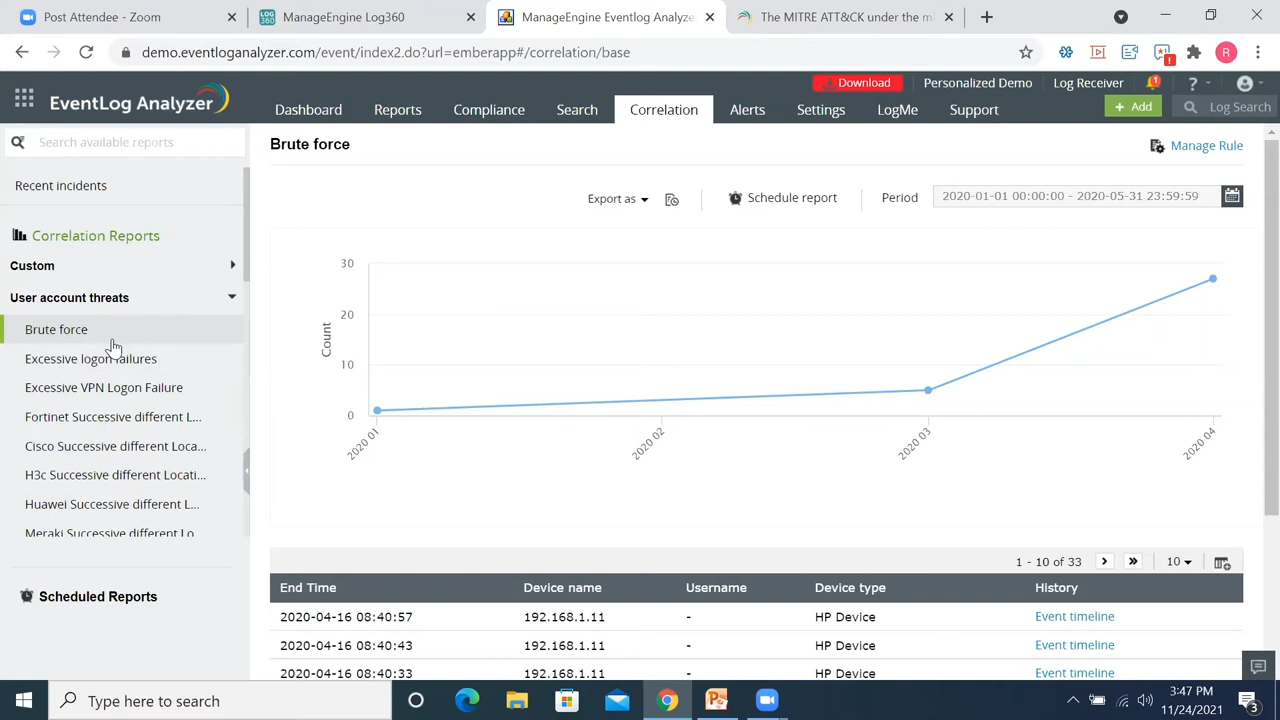 Post Attendee - Zoom
ManageEngine Log360
ManageEngine Eventlog Analyze
The MITRE ATT&CK under the mi
demo.eventloganalyzer.com/event/index2.do?url=emberapp#/correlation/base
R
Download
Personalized Demo
Log Receiver
1
?
EventLog Analyzer
Dashboard
Reports
Compliance
Search
Correlation
Alerts
Settings
LogMe
Support
+ Add
Log Search
Search available reports
Recent incidents
Correlation Reports
Custom
User account threats
Brute force
Excessive logon failures
Excessive VPN Logon Failure
Fortinet Successive different L...
Cisco Successive different Loca...
H3c Successive different Locati...
Huawei Successive different L...
Meraki Successive different Lo
Scheduled Reports
Brute force
Manage Rule
Export as
Schedule report
Period
2020-01-01 00:00:00 - 2020-05-31 23:59:59
30
20
10
0
Count
2020 01
2020 02
2020 03
2020 04
1 - 10 of 33
10
End Time Device name Username Device type History
2020-04-16 08:40:57 192.168.1.11 - HP Device Event timeline
2020-04-16 08:40:43 192.168.1.11 - HP Device Event timeline
2020-04-16 08:40:33 192.168.1.11 - HP Device Event timeline
Type here to search
3:47 PM
11/24/2021
3